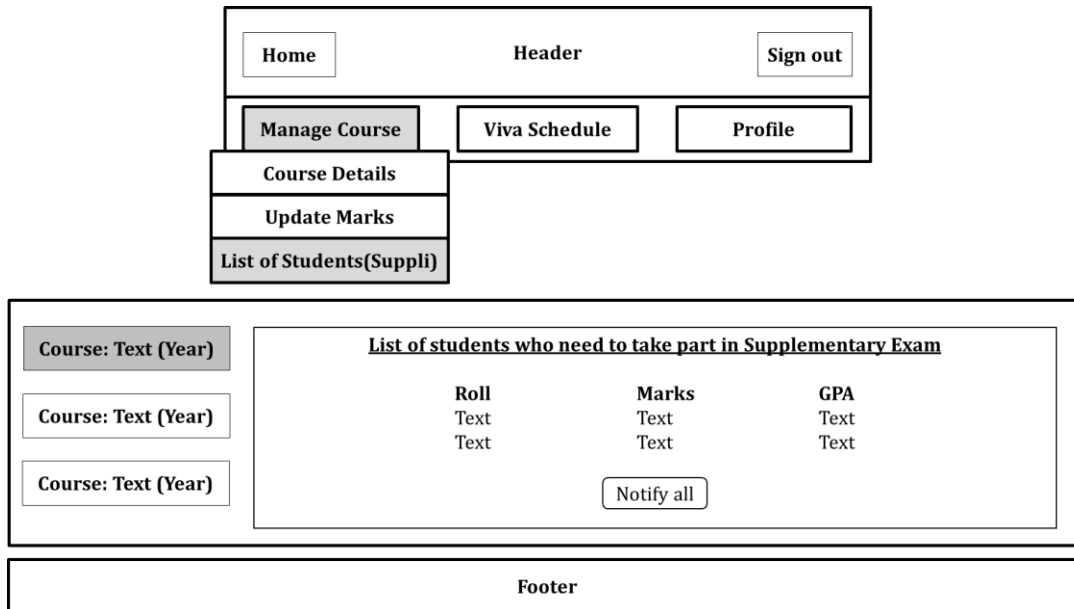 Home Header Sign out
Manage Course Viva Schedule Profile
Course Details
Update Marks
List of Students(Suppli)
Course: Text (Year)
Course: Text (Year)
Course: Text (Year)
List of students who need to take part in Supplementary Exam
Roll Marks GPA
Text Text Text
Text Text Text
Notify all
Footer